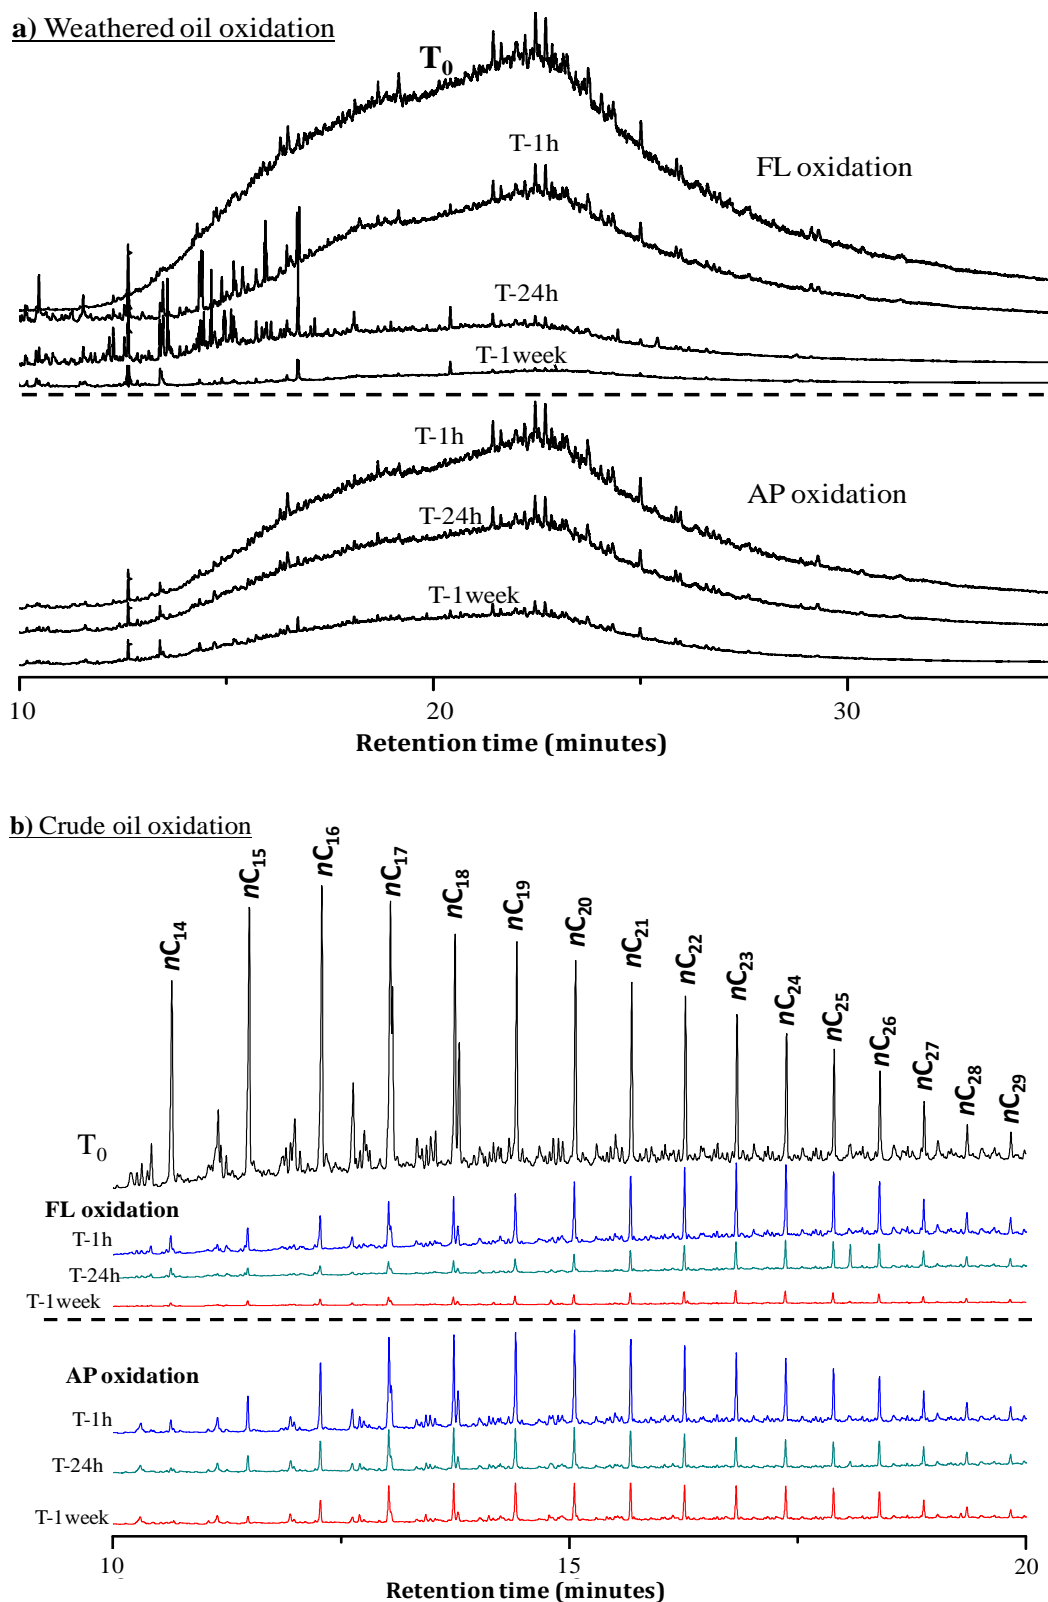 a) Weathered oil oxidation
T₀
T-1h
FL oxidation
T-24h
T-1week
T-1h
AP oxidation
T-24h
T-1week
10 20 30
Retention time (minutes)
b) Crude oil oxidation
nC₁₄ nC₁₅ nC₁₆ nC₁₇ nC₁₈ nC₁₉ nC₂₀ nC₂₁ nC₂₂ nC₂₃ nC₂₄ nC₂₅ nC₂₆ nC₂₇ nC₂₈ nC₂₉
T₀
FL oxidation
T-1h
T-24h
T-1week
AP oxidation
T-1h
T-24h
T-1week
10 15 20
Retention time (minutes)